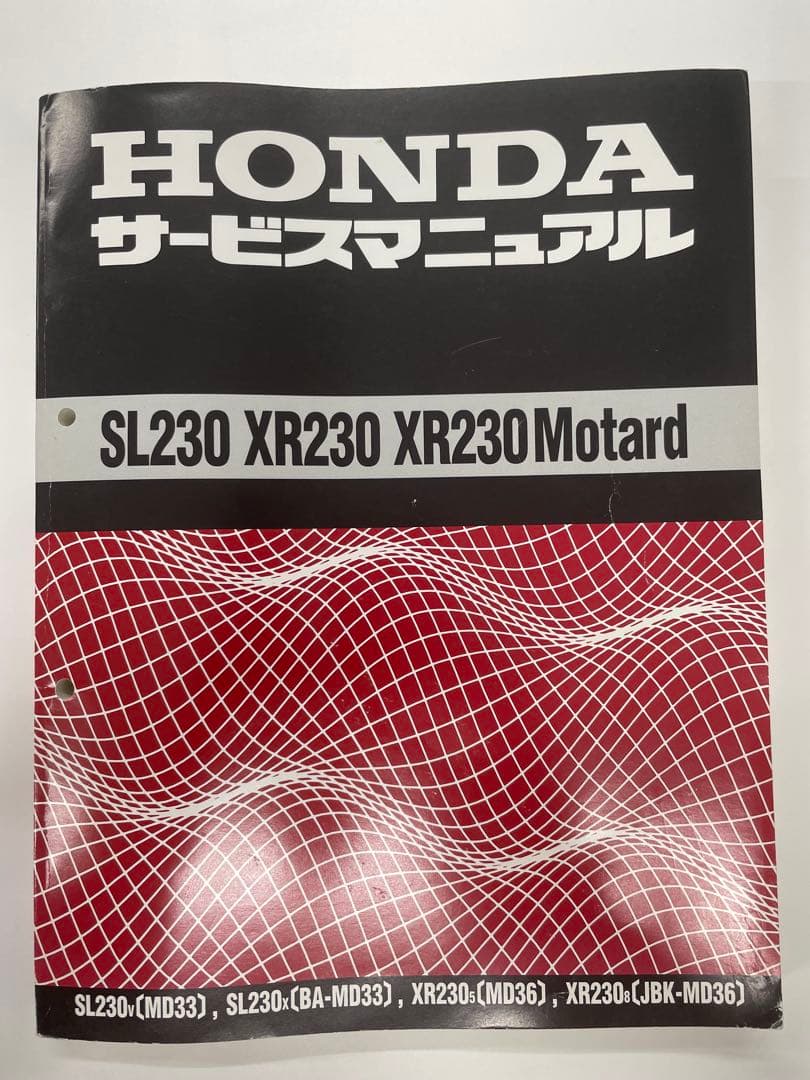 HONDA
サービスマニュアル
SL230 XR230 XR230Motard
SL230V〔MD33〕, SL230X〔BA-MD33〕, XR2305〔MD36〕, XR2308〔JBK-MD36〕